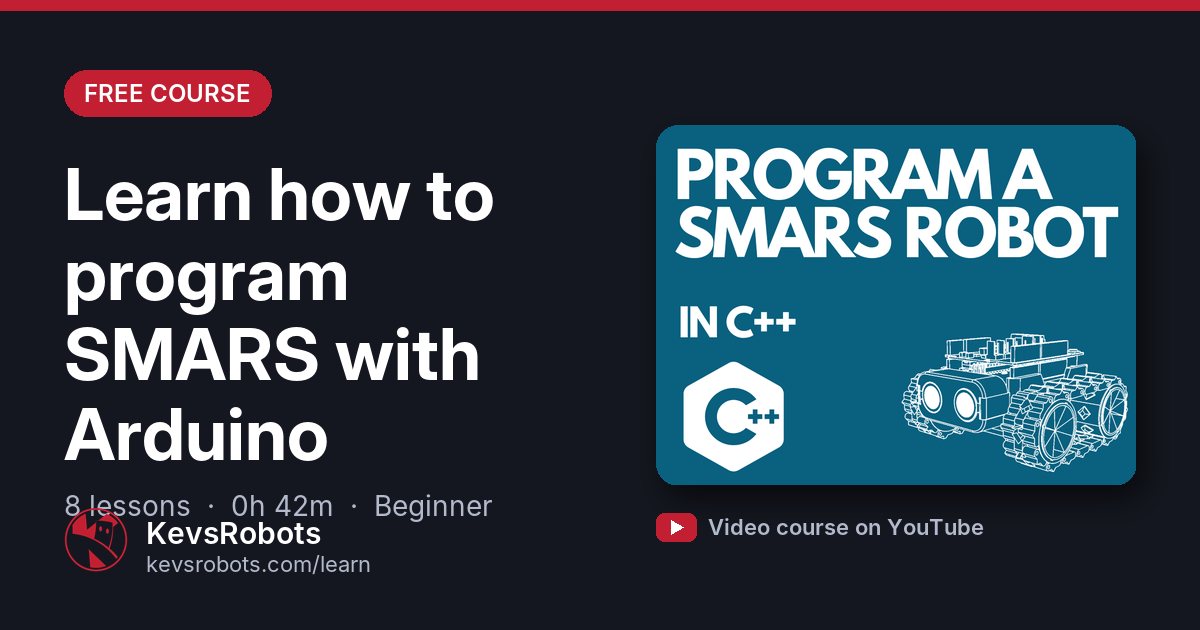 FREE COURSE
Learn how to
program
SMARS with
Arduino
8 lessons · 0h 42m · Beginner
KevsRobots
kevsrobots.com/learn
PROGRAM A
SMARS ROBOT
IN C++
C++
Video course on YouTube